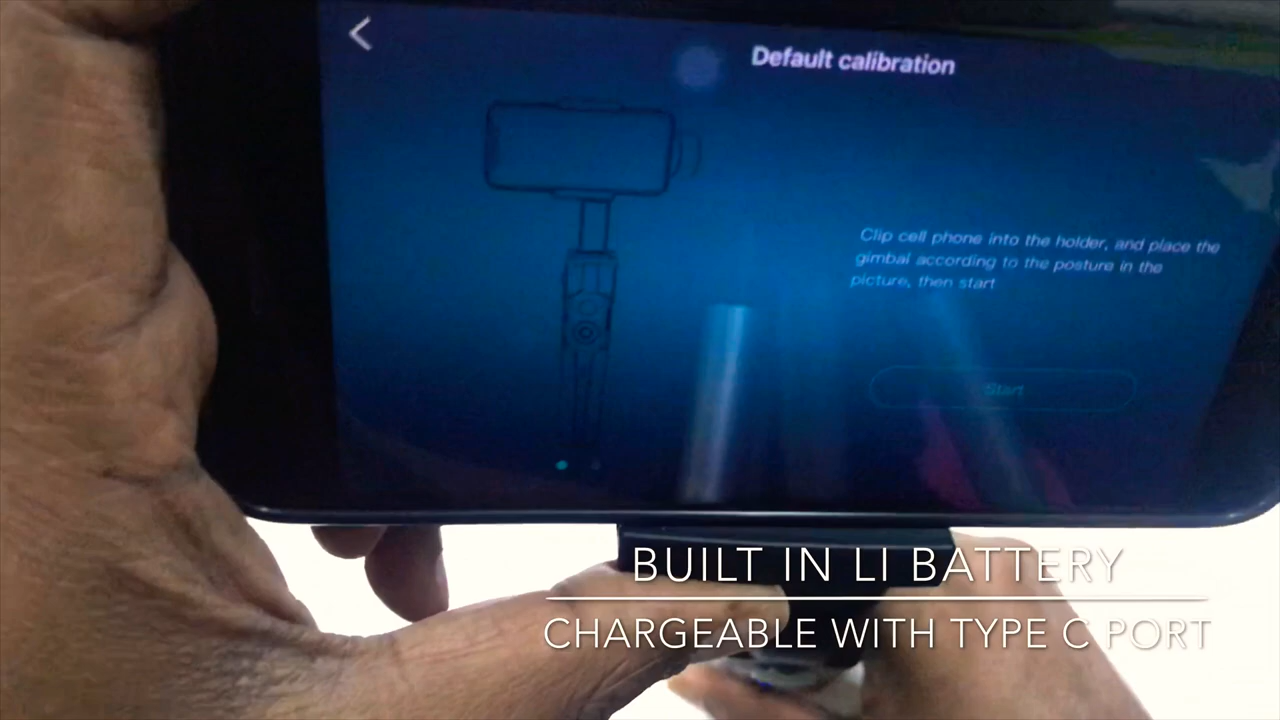 Default calibration
Clip cell phone into the holder, and place the
gimbal according to the posture in the
picture, then start
Start
BUILT IN LI BATTERY
CHARGEABLE WITH TYPE C PORT